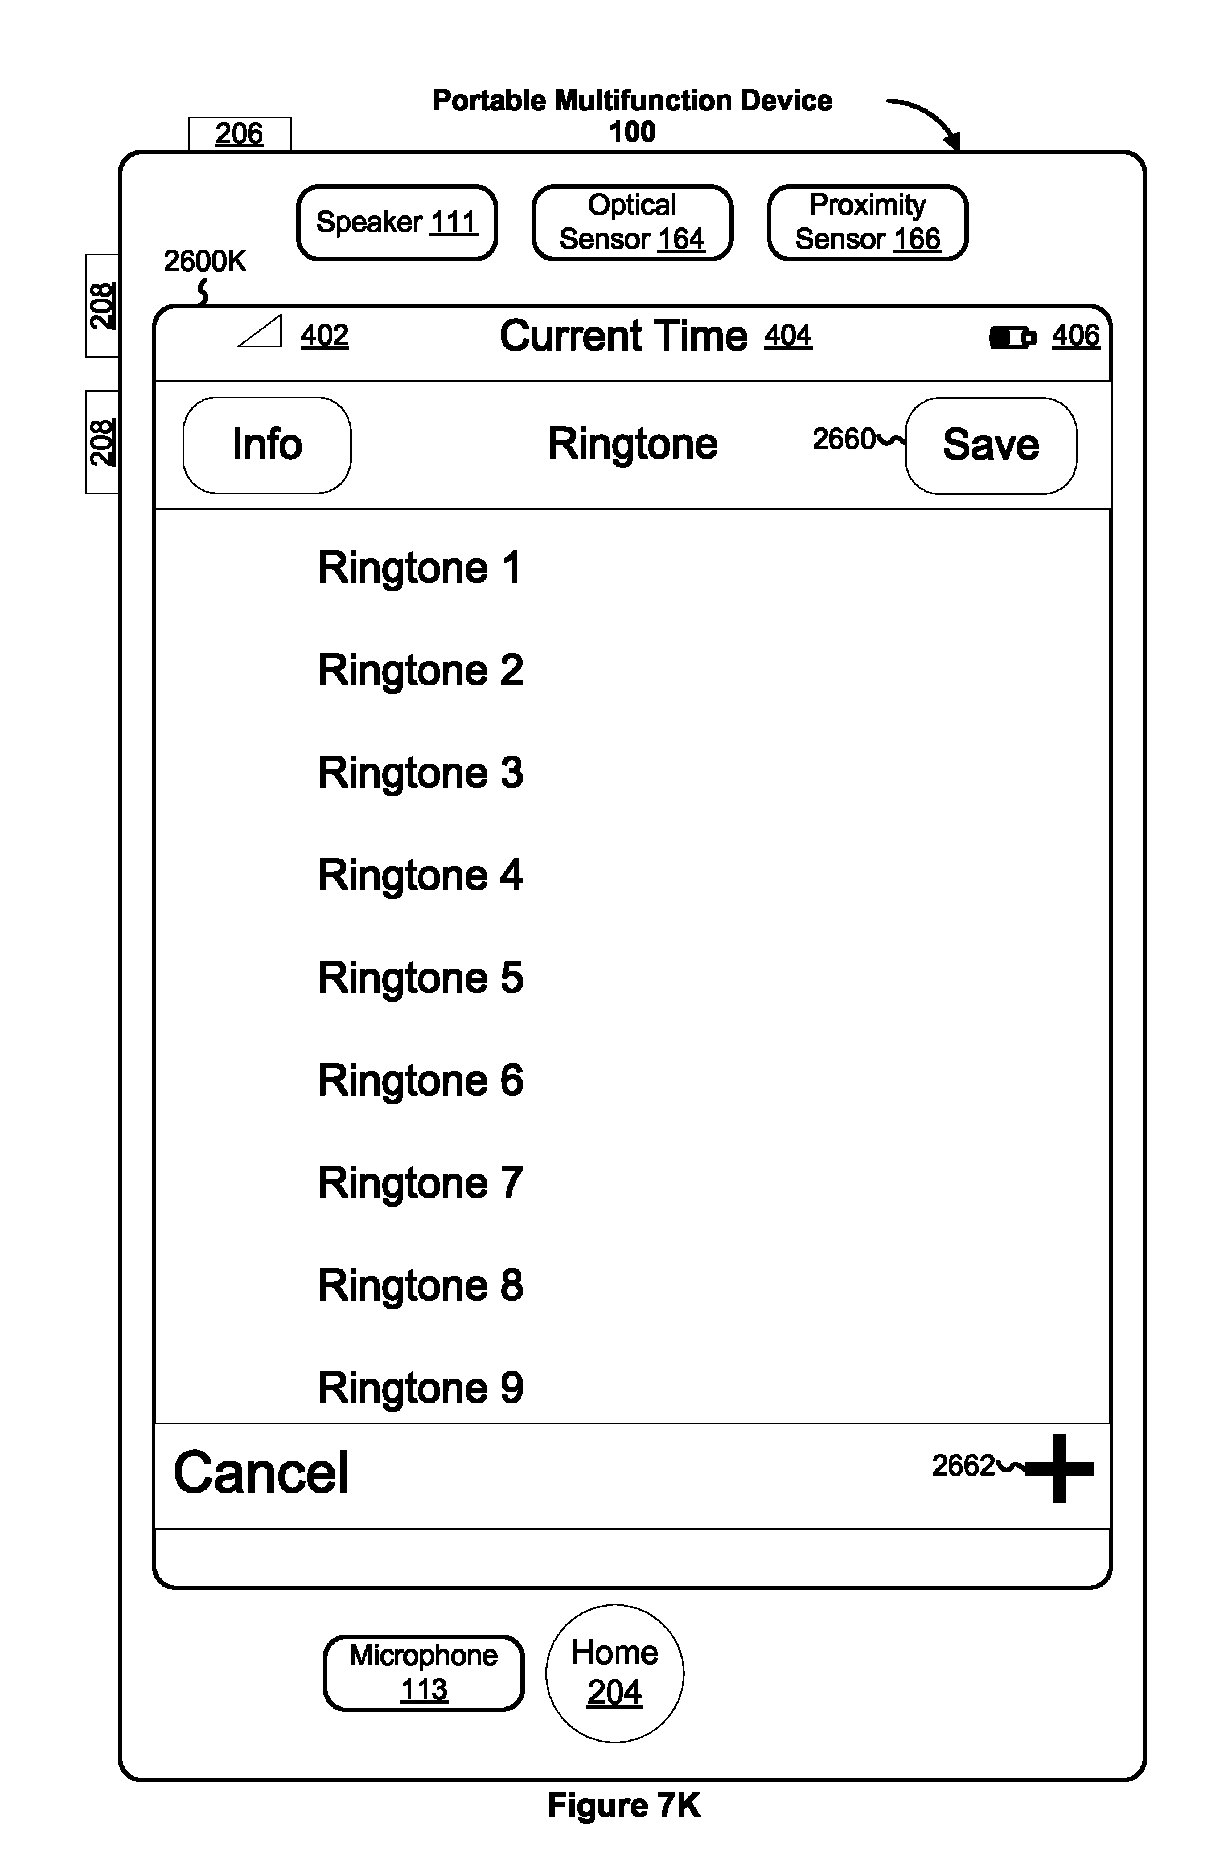 Portable Multifunction Device
100
206
Speaker 111
Optical
Sensor 164
Proximity
Sensor 166
2600K
208
208
402
Current Time 404
406
Info
Ringtone
2660
Save
Ringtone 1
Ringtone 2
Ringtone 3
Ringtone 4
Ringtone 5
Ringtone 6
Ringtone 7
Ringtone 8
Ringtone 9
Cancel
2662
Microphone
113
Home
204
Figure 7K